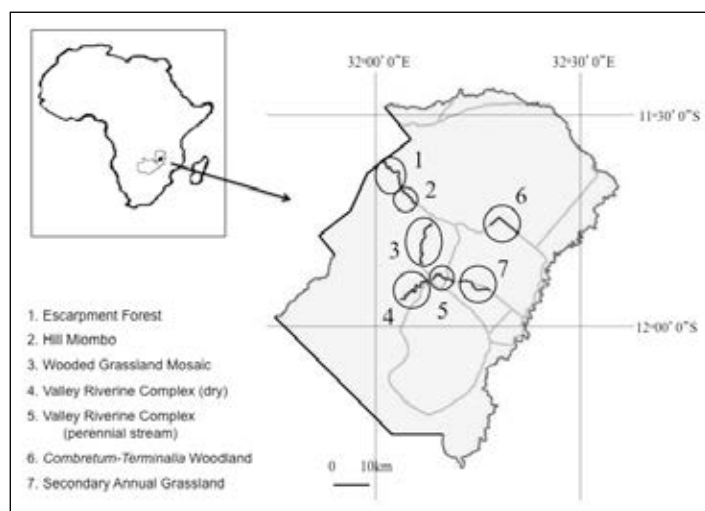 32°00' 0"E 32°30' 0"E
11°30' 0"S
1
2
6
3
7
4
5
12°00' 0"S
1. Escarpment Forest
2. Hill Miombo
3. Wooded Grassland Mosaic
4. Valley Riverine Complex (dry)
5. Valley Riverine Complex
(perennial stream)
6. Combretum-Terminalia Woodland
7. Secondary Annual Grassland
0 10km